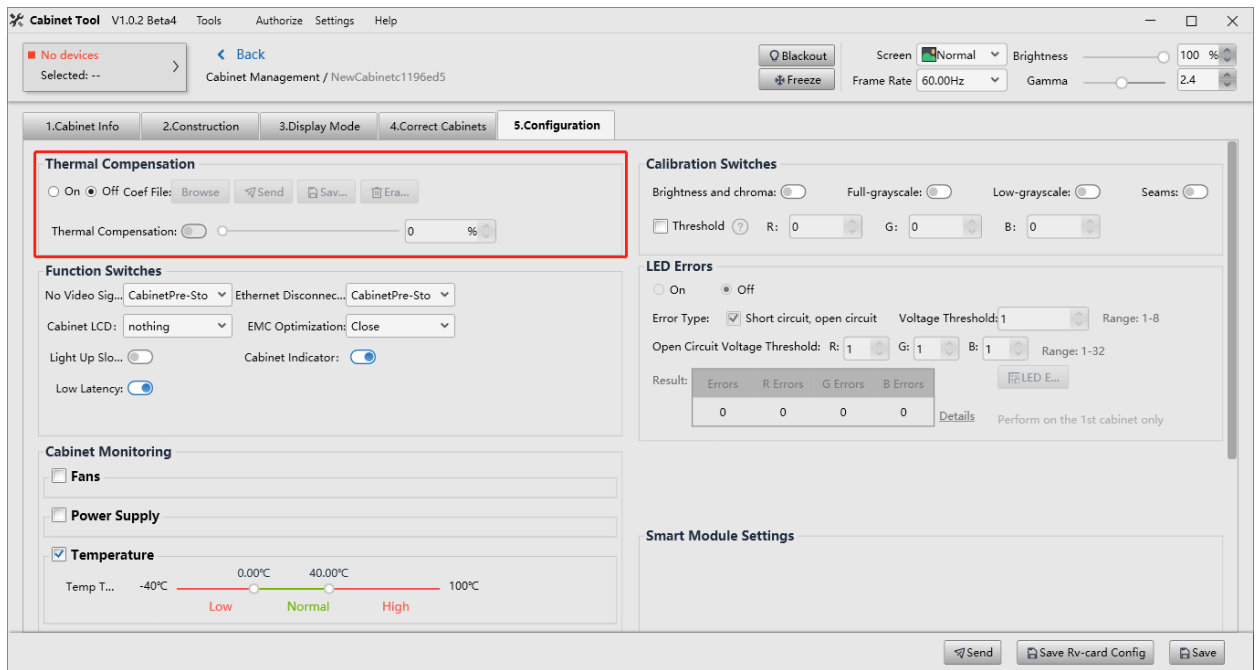 Cabinet Tool V1.0.2 Beta4 Tools Authorize Settings Help
No devices
Selected: --
Back
Cabinet Management / NewCabinetc1196ed5
Blackout
Freeze
Screen Normal Brightness 100 %
Frame Rate 60.00Hz Gamma 2.4
1.Cabinet Info 2.Construction 3.Display Mode 4.Correct Cabinets 5.Configuration
Thermal Compensation
On Off Coef File: Browse Send Sav... Era...
Thermal Compensation: 0 %
Function Switches
No Video Sig... CabinetPre-Sto Ethernet Disconnec... CabinetPre-Sto
Cabinet LCD: nothing EMC Optimization: Close
Light Up Slo... Cabinet Indicator:
Low Latency:
Cabinet Monitoring
Fans
Power Supply
Temperature
0.00℃ 40.00℃
Temp T... -40℃ 100℃
Low Normal High
Calibration Switches
Brightness and chroma: Full-grayscale: Low-grayscale: Seams:
Threshold ? R: 0 G: 0 B: 0
LED Errors
On Off
Error Type: Short circuit, open circuit Voltage Threshold: 1 Range: 1-8
Open Circuit Voltage Threshold: R: 1 G: 1 B: 1 Range: 1-32
Result: Errors R Errors G Errors B Errors LED E...
0 0 0 0 Details Perform on the 1st cabinet only
Smart Module Settings
Send Save Rv-card Config Save